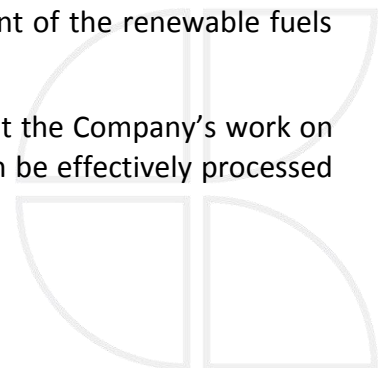 nt of the renewable fuels
t the Company’s work on
n be effectively processed